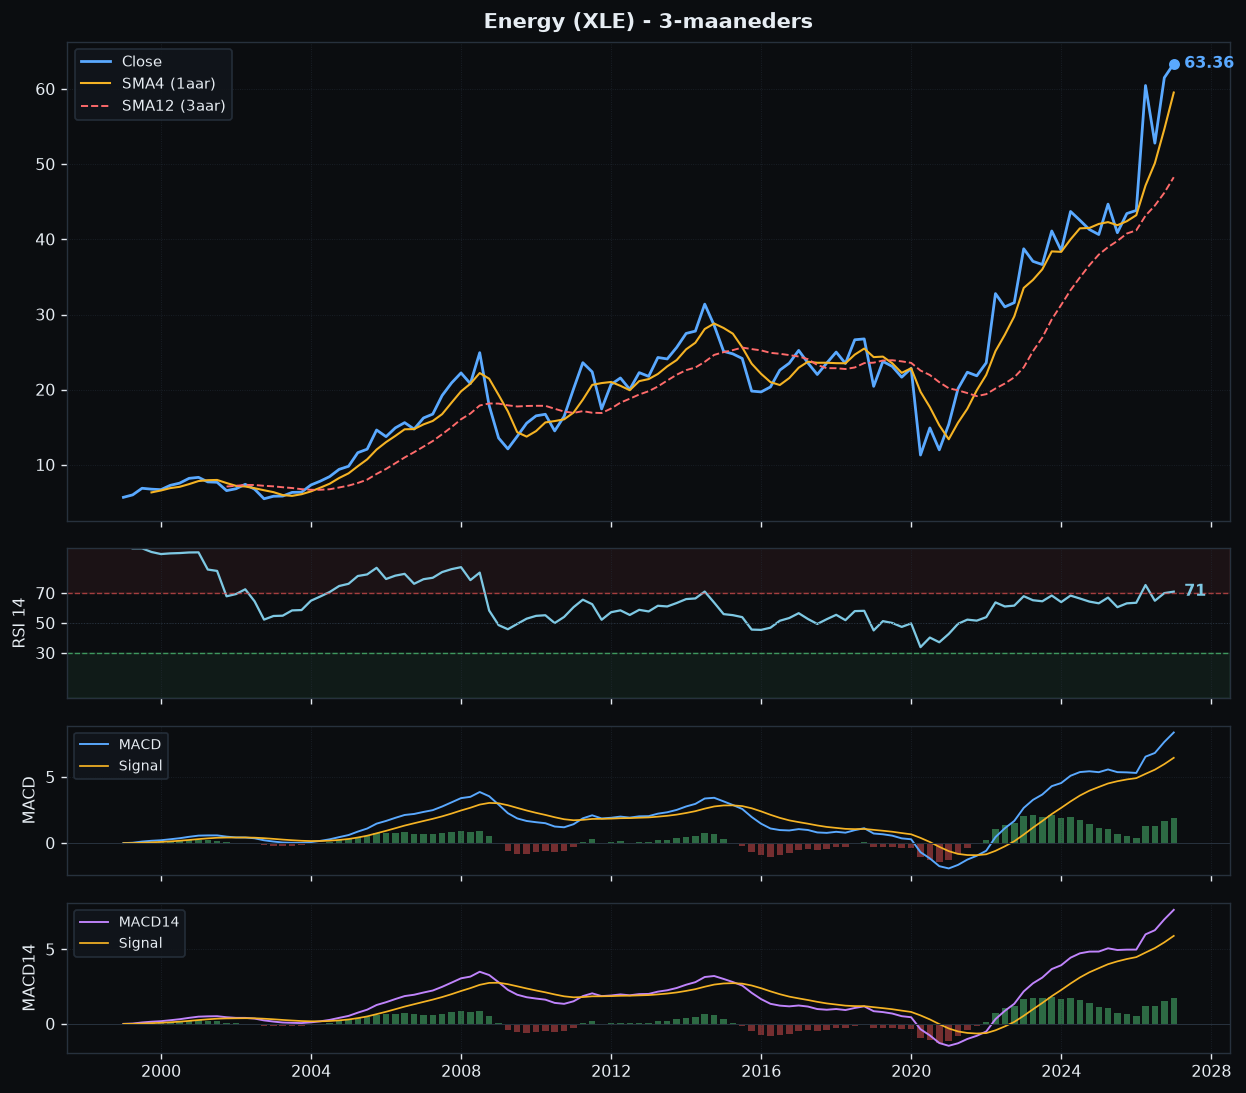 Energy (XLE) - 3-maaneders
Close
SMA4 (1aar)
SMA12 (3aar)
63.36
60
50
40
30
20
10
RSI 14
70
50
30
71
MACD
Signal
MACD
5
0
MACD14
Signal
MACD14
5
0
2000 2004 2008 2012 2016 2020 2024 2028